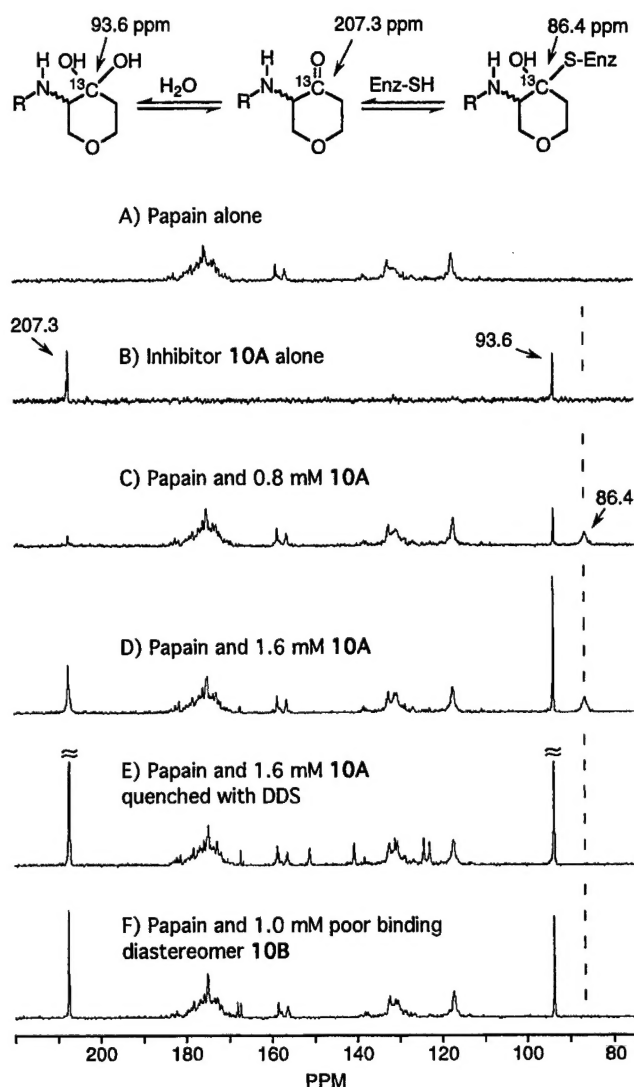 93.6 ppm
207.3 ppm
86.4 ppm
OH
OH
13C
H
N
R
O
H2O
O
13C
H
N
R
O
Enz-SH
OH
S-Enz
13C
H
N
R
O
A) Papain alone
207.3
B) Inhibitor 10A alone
93.6
C) Papain and 0.8 mM 10A
86.4
D) Papain and 1.6 mM 10A
≈
≈
E) Papain and 1.6 mM 10A
quenched with DDS
F) Papain and 1.0 mM poor binding
diastereomer 10B
200 180 160 140 120 100 80
PPM